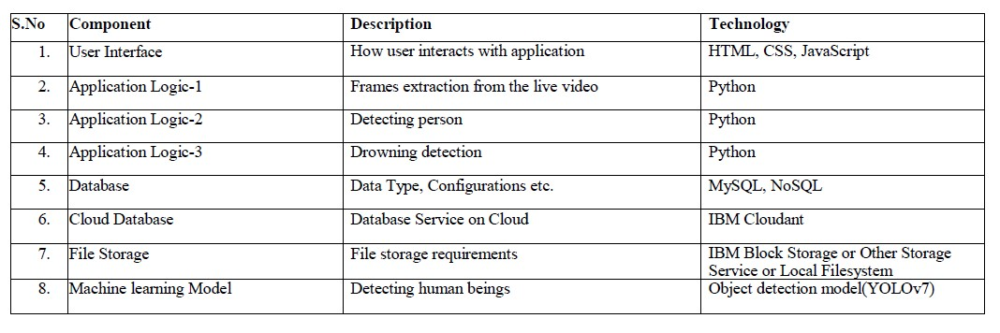 S.No Component Description Technology
1. User Interface How user interacts with application HTML, CSS, JavaScript
2. Application Logic-1 Frames extraction from the live video Python
3. Application Logic-2 Detecting person Python
4. Application Logic-3 Drowning detection Python
5. Database Data Type, Configurations etc. MySQL, NoSQL
6. Cloud Database Database Service on Cloud IBM Cloudant
7. File Storage File storage requirements IBM Block Storage or Other Storage
Service or Local Filesystem
8. Machine learning Model Detecting human beings Object detection model(YOLOv7)